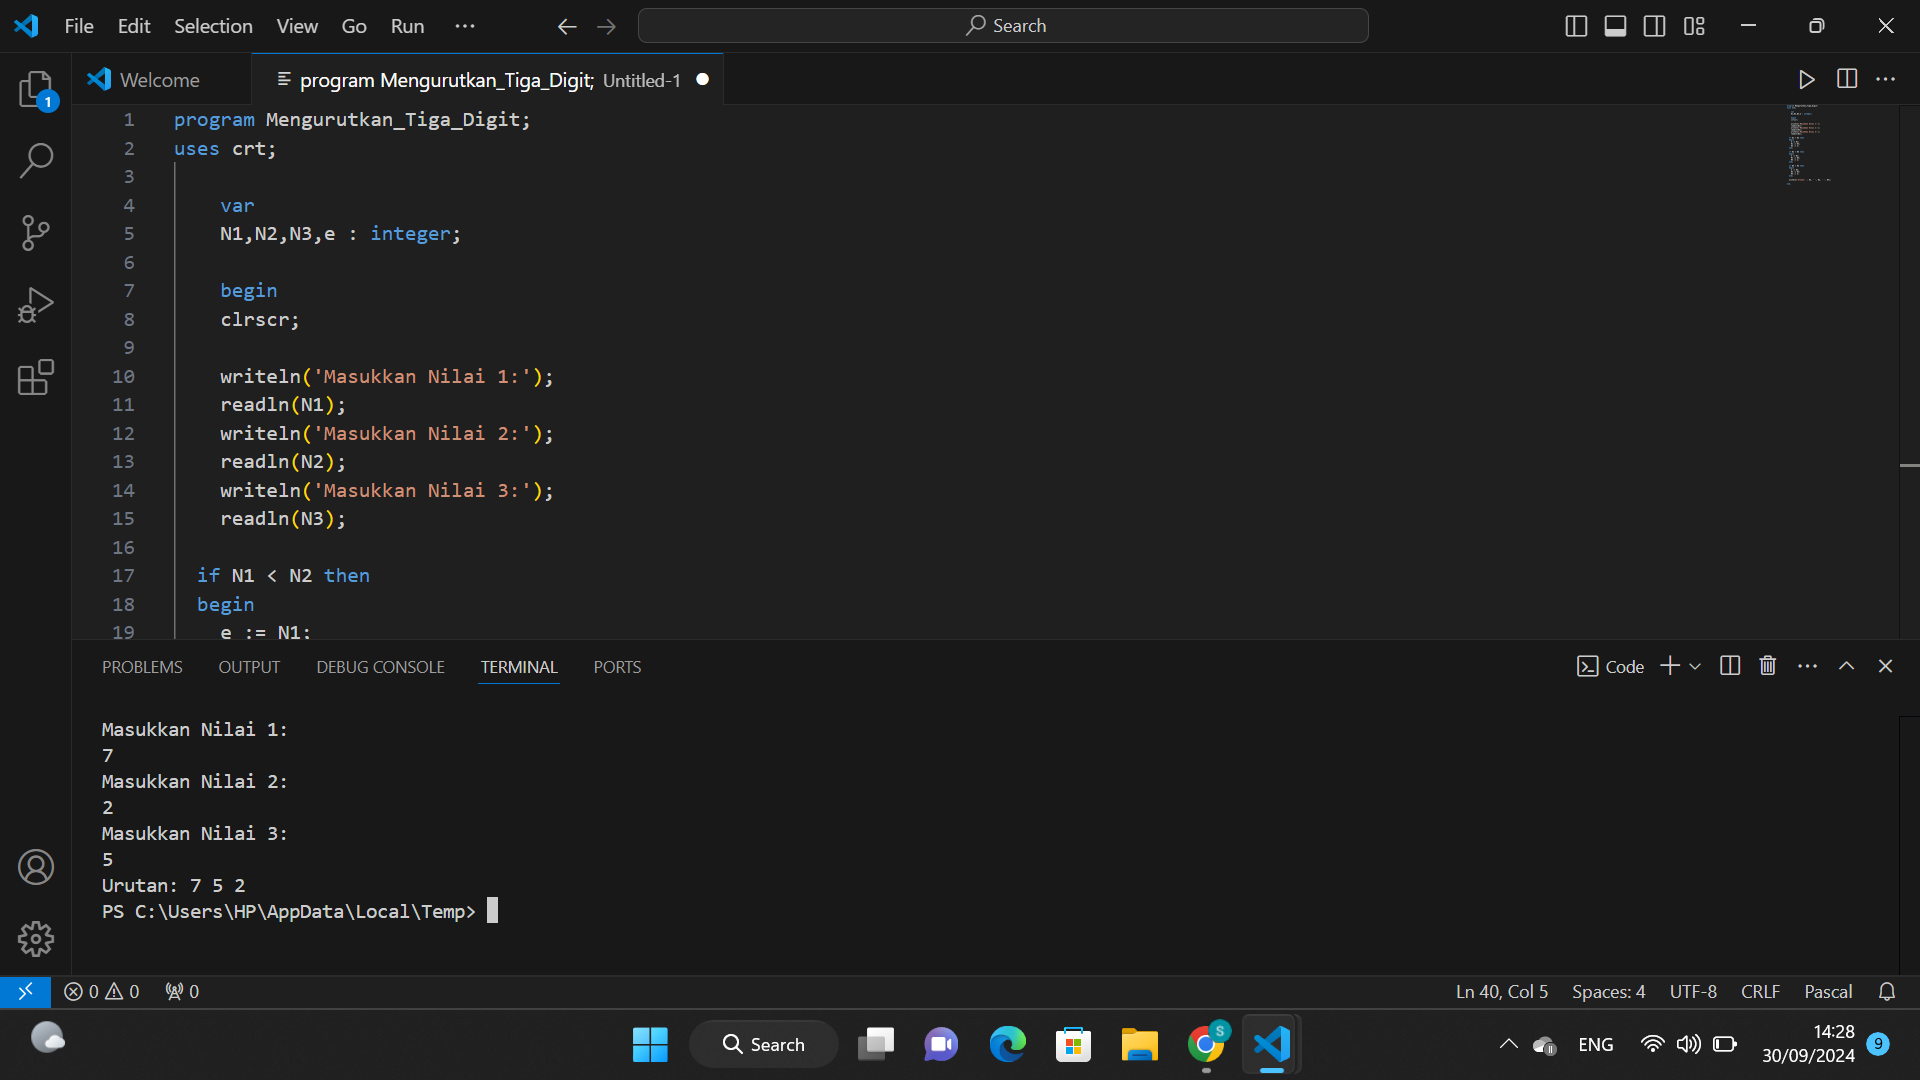 File Edit Selection View Go Run ··· Search
Welcome
program Mengurutkan_Tiga_Digit; Untitled-1
1
1 program Mengurutkan_Tiga_Digit;
2 uses crt;
3
4 var
5 N1,N2,N3,e : integer;
6
7 begin
8 clrscr;
9
10 writeln('Masukkan Nilai 1:');
11 readln(N1);
12 writeln('Masukkan Nilai 2:');
13 readln(N2);
14 writeln('Masukkan Nilai 3:');
15 readln(N3);
16
17 if N1 < N2 then
18 begin
19 e := N1;
PROBLEMS OUTPUT DEBUG CONSOLE TERMINAL PORTS Code
Masukkan Nilai 1:
7
Masukkan Nilai 2:
2
Masukkan Nilai 3:
5
Urutan: 7 5 2
PS C:\Users\HP\AppData\Local\Temp>
0 0 0 Ln 40, Col 5 Spaces: 4 UTF-8 CRLF Pascal
Search S ENG 14:28
30/09/2024 9